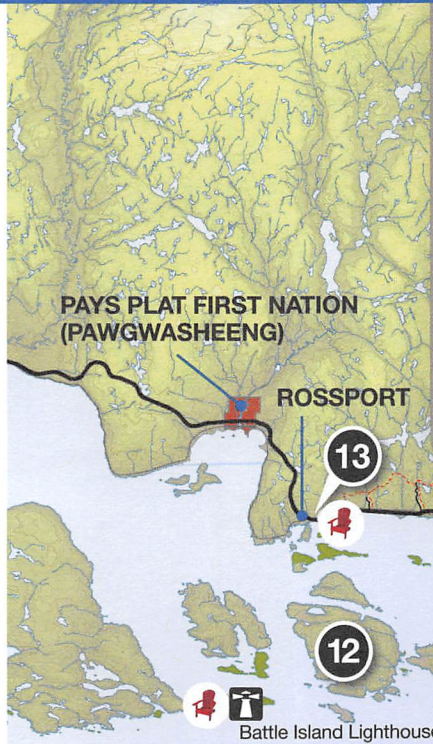 PAYS PLAT FIRST NATION
(PAWGWASHEENG)
ROSSPORT
13
12
Battle Island Lighthouse